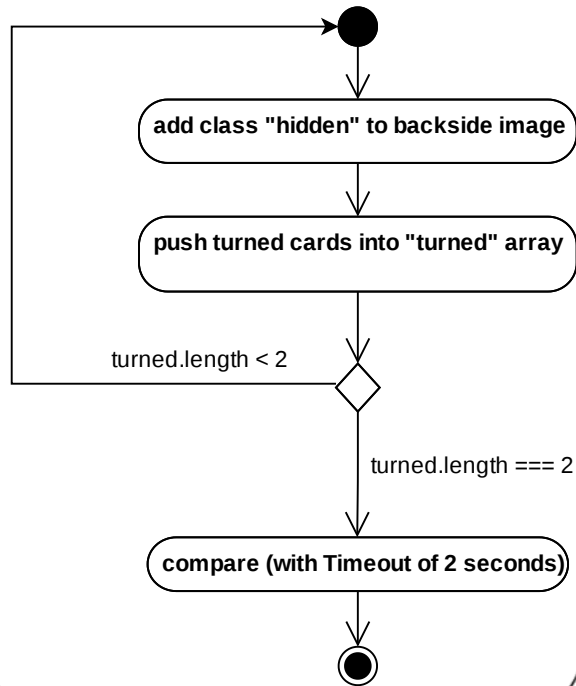 add class "hidden" to backside image
push turned cards into "turned" array
turned.length < 2
turned.length === 2
compare (with Timeout of 2 seconds)